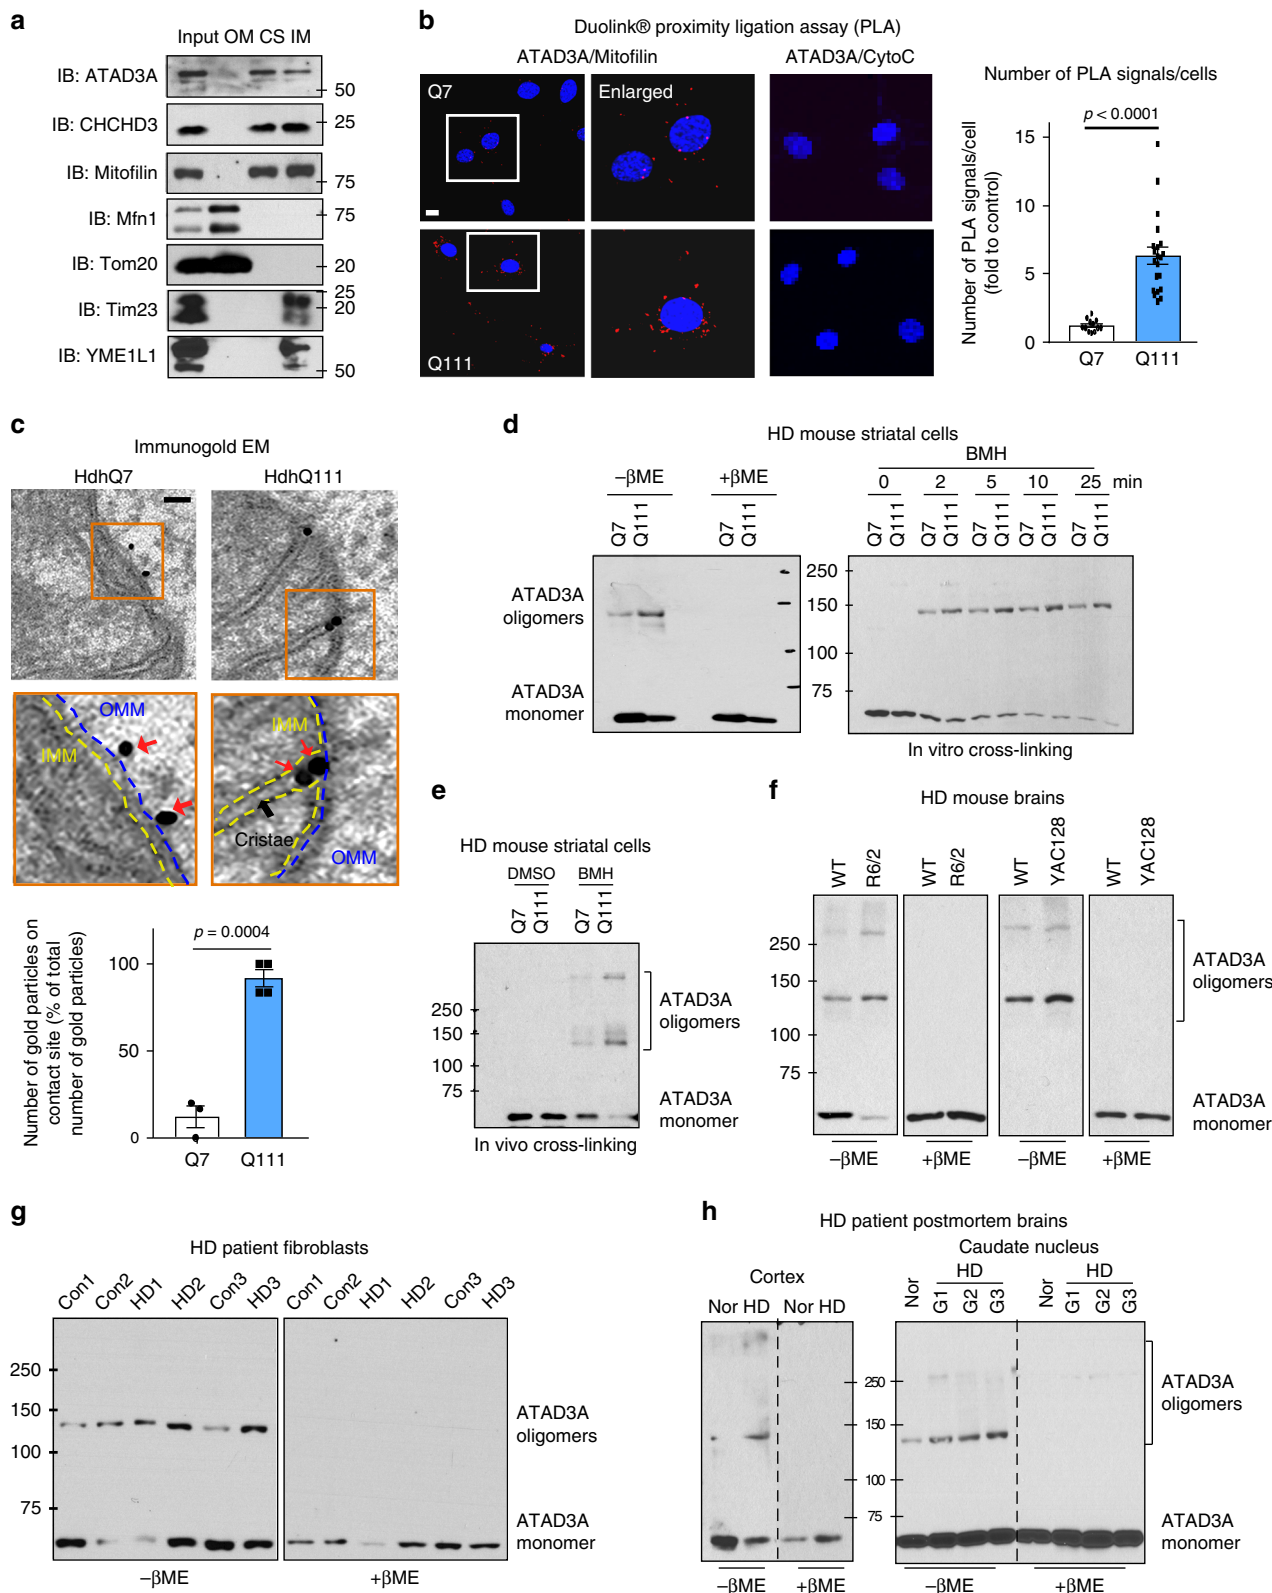 a
Input OM CS IM
IB: ATAD3A
50
IB: CHCHD3
25
IB: Mitofilin
75
IB: Mfn1
75
IB: Tom20
20
IB: Tim23
25
20
IB: YME1L1
50
b
Duolink® proximity ligation assay (PLA)
ATAD3A/Mitofilin
ATAD3A/CytoC
Q7
Enlarged
Q111
Number of PLA signals/cells
p < 0.0001
Number of PLA signals/cell
(fold to control)
15
10
5
0
Q7
Q111
c
Immunogold EM
HdhQ7
HdhQ111
OMM
IMM
IMM
Cristae
OMM
p = 0.0004
Number of gold particles on
contact site (% of total
number of gold particles)
100
50
0
Q7
Q111
d
HD mouse striatal cells
–βME
+βME
Q7
Q111
Q7
Q111
BMH
0 2 5 10 25 min
Q7
Q111
Q7
Q111
Q7
Q111
Q7
Q111
Q7
Q111
ATAD3A
oligomers
ATAD3A
monomer
250
150
100
75
In vitro cross-linking
e
HD mouse striatal cells
DMSO
BMH
Q7
Q111
Q7
Q111
250
150
100
75
ATAD3A
oligomers
ATAD3A
monomer
In vivo cross-linking
f
HD mouse brains
WT
R6/2
WT
R6/2
WT
YAC128
WT
YAC128
250
150
100
75
ATAD3A
oligomers
ATAD3A
monomer
–βME
+βME
–βME
+βME
g
HD patient fibroblasts
Con1
Con2
HD1
HD2
Con3
HD3
Con1
Con2
HD1
HD2
Con3
HD3
250
150
100
75
ATAD3A
oligomers
ATAD3A
monomer
–βME
+βME
h
HD patient postmortem brains
Cortex
Nor HD
Nor HD
Caudate nucleus
HD
HD
Nor
G1
G2
G3
Nor
G1
G2
G3
250
150
100
75
ATAD3A
oligomers
ATAD3A
monomer
–βME
+βME
–βME
+βME